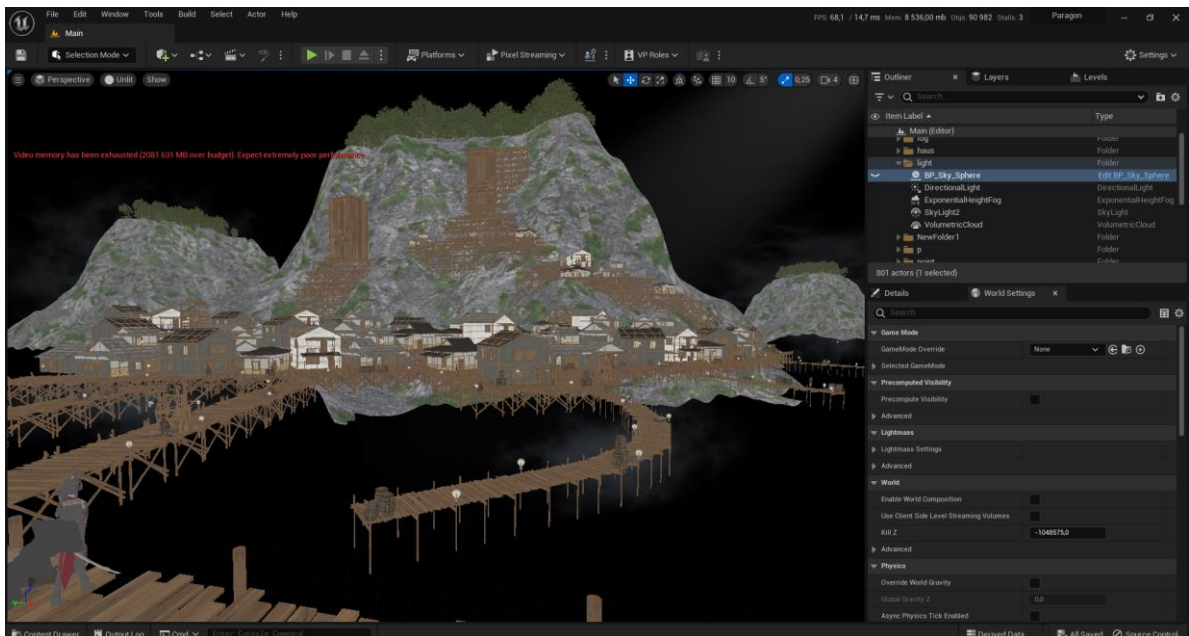 File Edit Window Tools Build Select Actor Help
FPS: 68,1 / 14,7 ms Mem: 8 536,00 mb Objs: 90 982 Stalls: 3
Paragon
Main
Selection Mode
Platforms
Pixel Streaming
VP Roles
Settings
Perspective Unlit Show
10 5° 0,25 4
Video memory has been exhausted (2081.631 MB over budget). Expect extremely poor performance.
Outliner Layers Levels
Search...
Item Label Type
Main (Editor)
fog Folder
haus Folder
light Folder
BP_Sky_Sphere Edit BP_Sky_Sphere
DirectionalLight DirectionalLight
ExponentialHeightFog ExponentialHeightFog
SkyLight2 SkyLight
VolumetricCloud VolumetricCloud
NewFolder1 Folder
p Folder
point Folder
801 actors (1 selected)
Details World Settings
Search
Game Mode
GameMode Override None
Selected GameMode
Precomputed Visibility
Precompute Visibility
Advanced
Lightmass
Lightmass Settings
Advanced
World
Enable World Composition
Use Client Side Level Streaming Volumes
Kill Z -1048575,0
Advanced
Physics
Override World Gravity
Global Gravity Z 0,0
Async Physics Tick Enabled
Content Drawer Output Log Cmd Enter Console Command
Derived Data All Saved Source Control